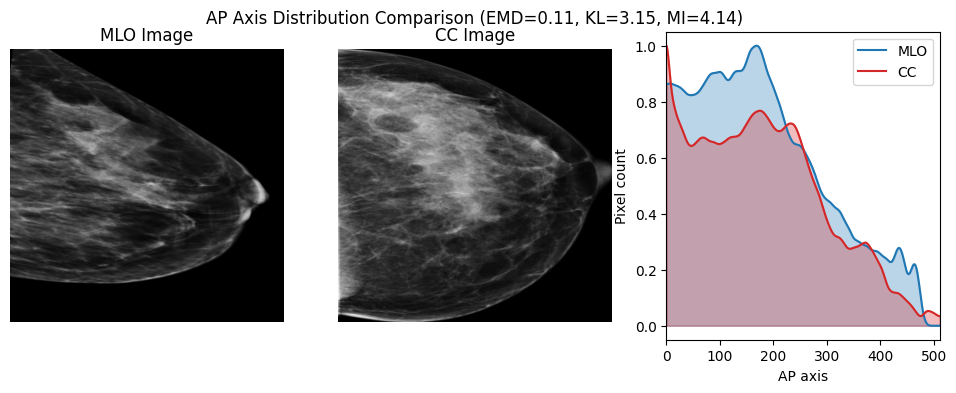 AP Axis Distribution Comparison (EMD=0.11, KL=3.15, MI=4.14)
MLO Image
CC Image
MLO
CC
1.0
0.8
0.6
0.4
0.2
0.0
Pixel count
0 100 200 300 400 500
AP axis